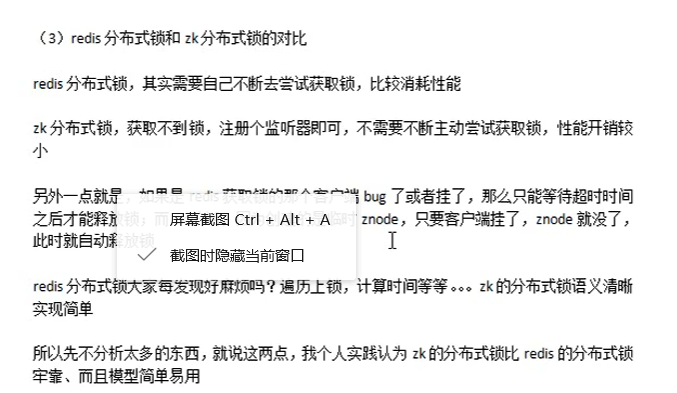 （3）redis 分布式锁和 zk 分布式锁的对比
redis 分布式锁，其实需要自己不断去尝试获取锁，比较消耗性能
zk 分布式锁，获取不到锁，注册个监听器即可，不需要不断主动尝试获取锁，性能开销较
小
另外一点就是，如果是 redis 获取锁的那个客户端 bug 了或者挂了，那么只能等待超时时间
之后才能释放锁；而 znode，只要客户端挂了，znode 就没了，
屏幕截图 Ctrl + Alt + A
此时就自动释放锁
截图时隐藏当前窗口
redis 分布式锁大家每发现好麻烦吗？遍历上锁，计算时间等等。。。zk 的分布式锁语义清晰
实现简单
所以先不分析太多的东西，就说这两点，我个人实践认为 zk 的分布式锁比 redis 的分布式锁
牢靠、而且模型简单易用